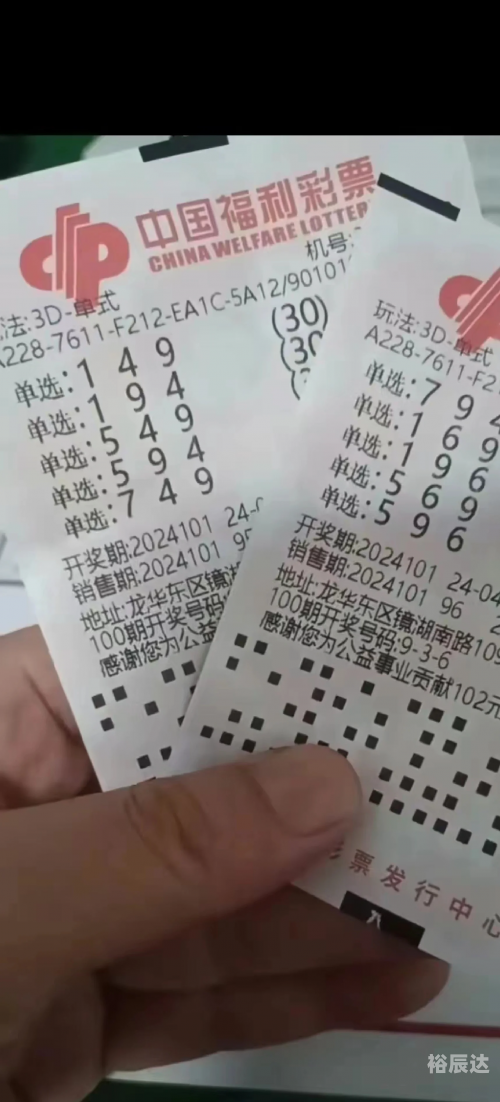 中国福利彩票
CHINA WELFARE LOTTER
机号:
法:3D-单式
A228-7611-F212-EA1C-5A12/90101
单选:1 4 9 (30)
单选:1 9 4 (30
单选:5 4 9
单选:5 9 4
单选:7 4 9
开奖期:2024101 24-0
销售期:2024101 95
地址:龙华东区镜湖
100期开奖号码
感谢您为公益
玩法:3D-单式
A228-7611-F2
单选:7 9 4
单选:1 6 9
单选:1 9 6
单选:5 6 9
单选:5 9 6
开奖期:2024101 24-04
销售期:2024101 96 2
地址:龙华东区镜湖南路109
100期开奖号码:9-3-6
感谢您为公益事业贡献102元
彩票发行中心
裕辰达